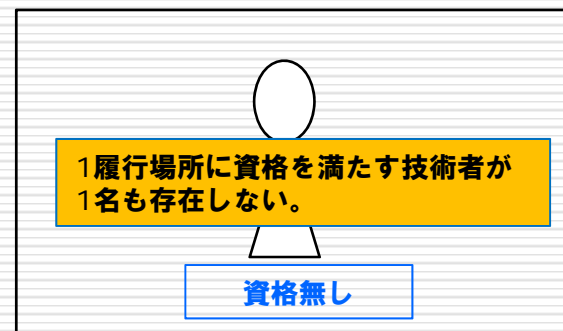 1履行場所に資格を満たす技術者が
1名も存在しない。
資格無し